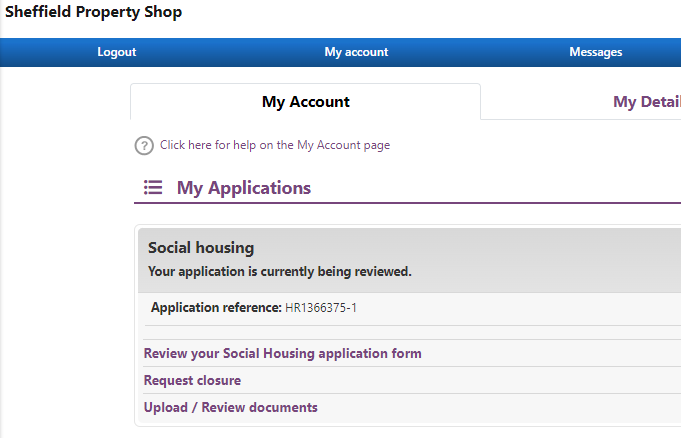 Sheffield Property Shop
Logout My account Messages
My Account My Detai
Click here for help on the My Account page
My Applications
Social housing
Your application is currently being reviewed.
Application reference: HR1366375-1
Review your Social Housing application form
Request closure
Upload / Review documents